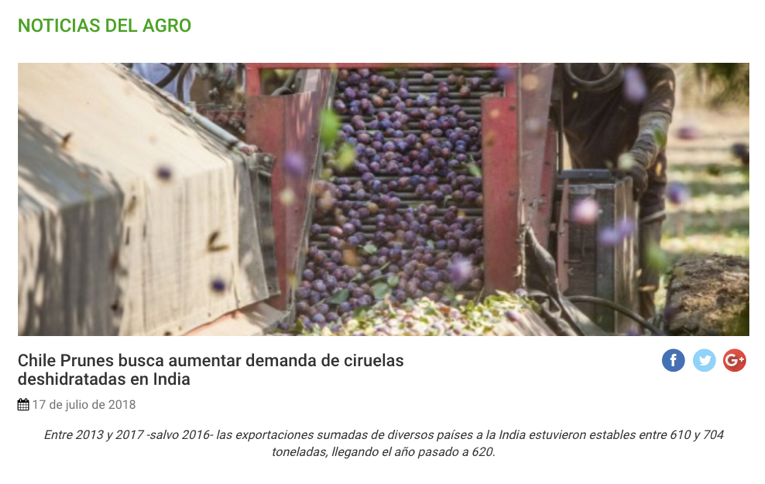 NOTICIAS DEL AGRO
Chile Prunes busca aumentar demanda de ciruelas
deshidratadas en India
17 de julio de 2018
Entre 2013 y 2017 -salvo 2016- las exportaciones sumadas de diversos países a la India estuvieron estables entre 610 y 704
toneladas, llegando el año pasado a 620.